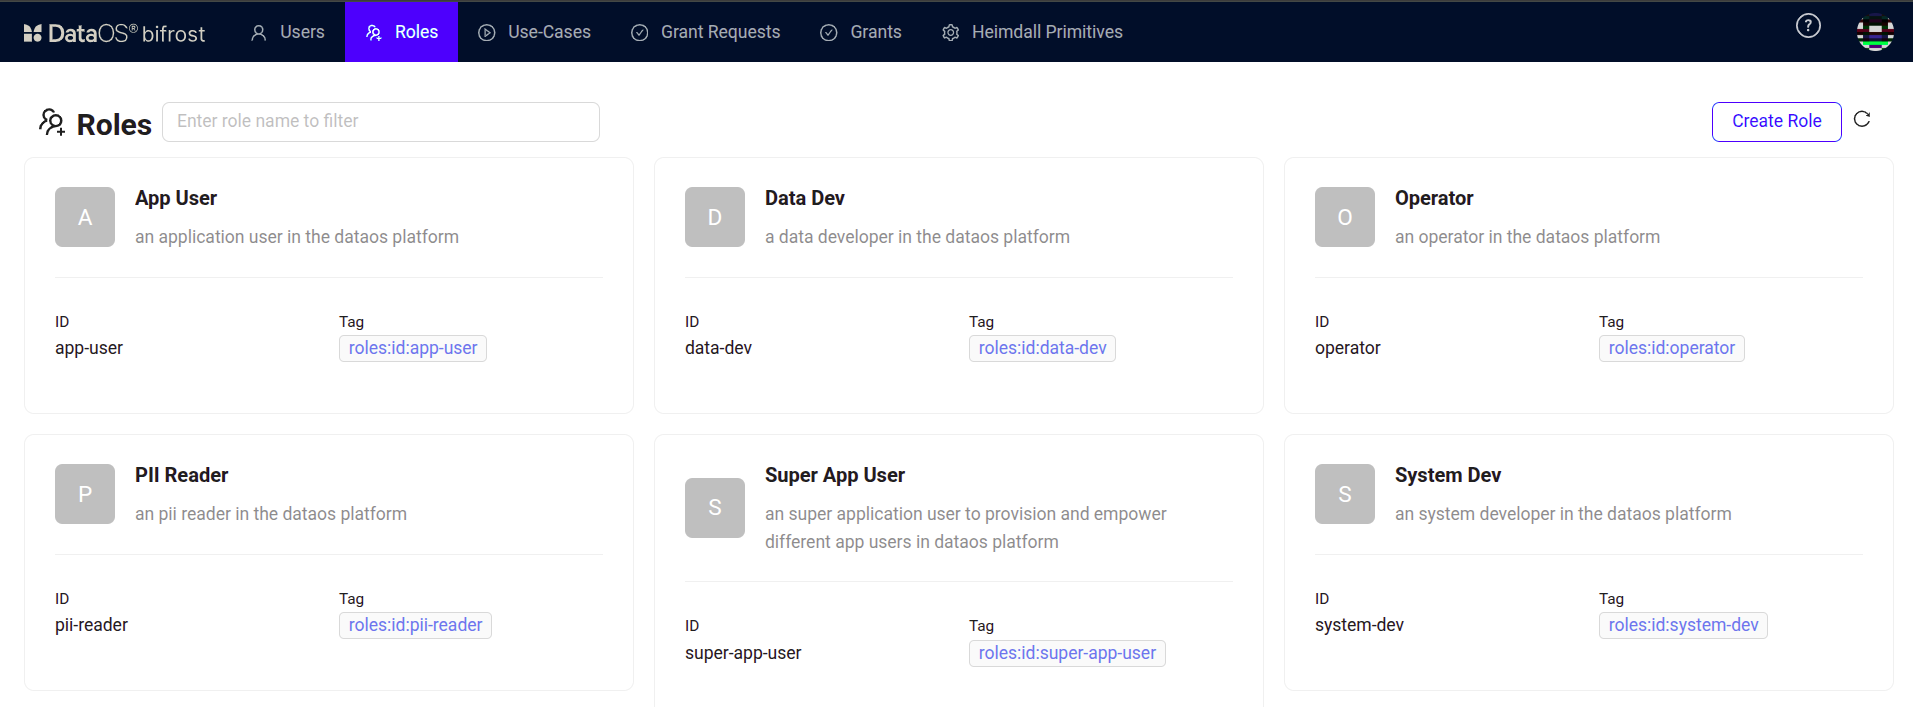 DataOS® bifrost Users Roles Use-Cases Grant Requests Grants Heimdall Primitives ?
Roles Enter role name to filter Create Role
A App User
an application user in the dataos platform
ID Tag
app-user roles:id:app-user
D Data Dev
a data developer in the dataos platform
ID Tag
data-dev roles:id:data-dev
O Operator
an operator in the dataos platform
ID Tag
operator roles:id:operator
P PII Reader
an pii reader in the dataos platform
ID Tag
pii-reader roles:id:pii-reader
S Super App User
an super application user to provision and empower
different app users in dataos platform
ID Tag
super-app-user roles:id:super-app-user
S System Dev
an system developer in the dataos platform
ID Tag
system-dev roles:id:system-dev